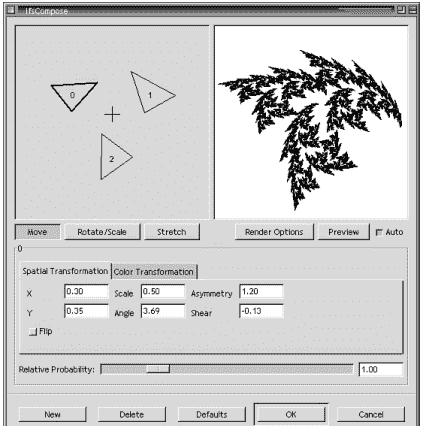 IfsCompose
0
1
2
Move Rotate/Scale Stretch Render Options Preview Auto
0
Spatial Transformation Color Transformation
X 0.30 Scale 0.50 Asymmetry 1.20
Y 0.35 Angle 3.69 Shear -0.13
Flip
Relative Probability: 1.00
New Delete Defaults OK Cancel